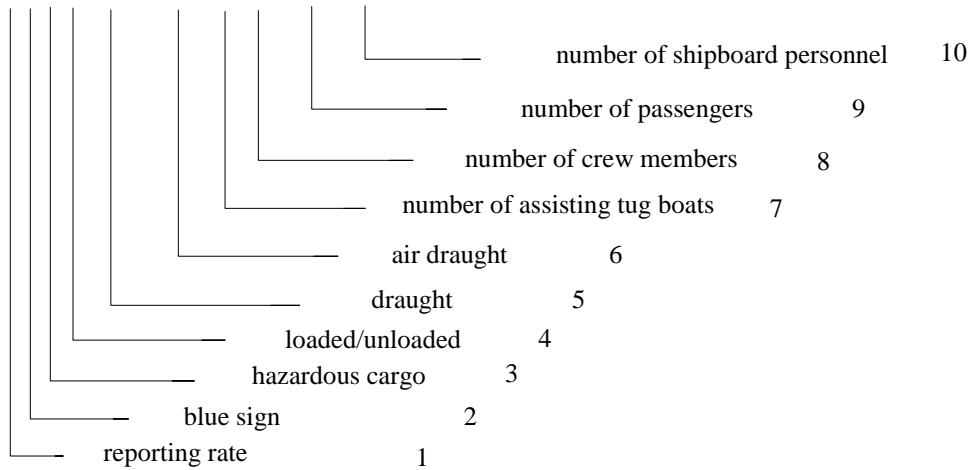 number of shipboard personnel 10
number of passengers 9
number of crew members 8
number of assisting tug boats 7
air draught 6
draught 5
loaded/unloaded 4
hazardous cargo 3
blue sign 2
reporting rate 1